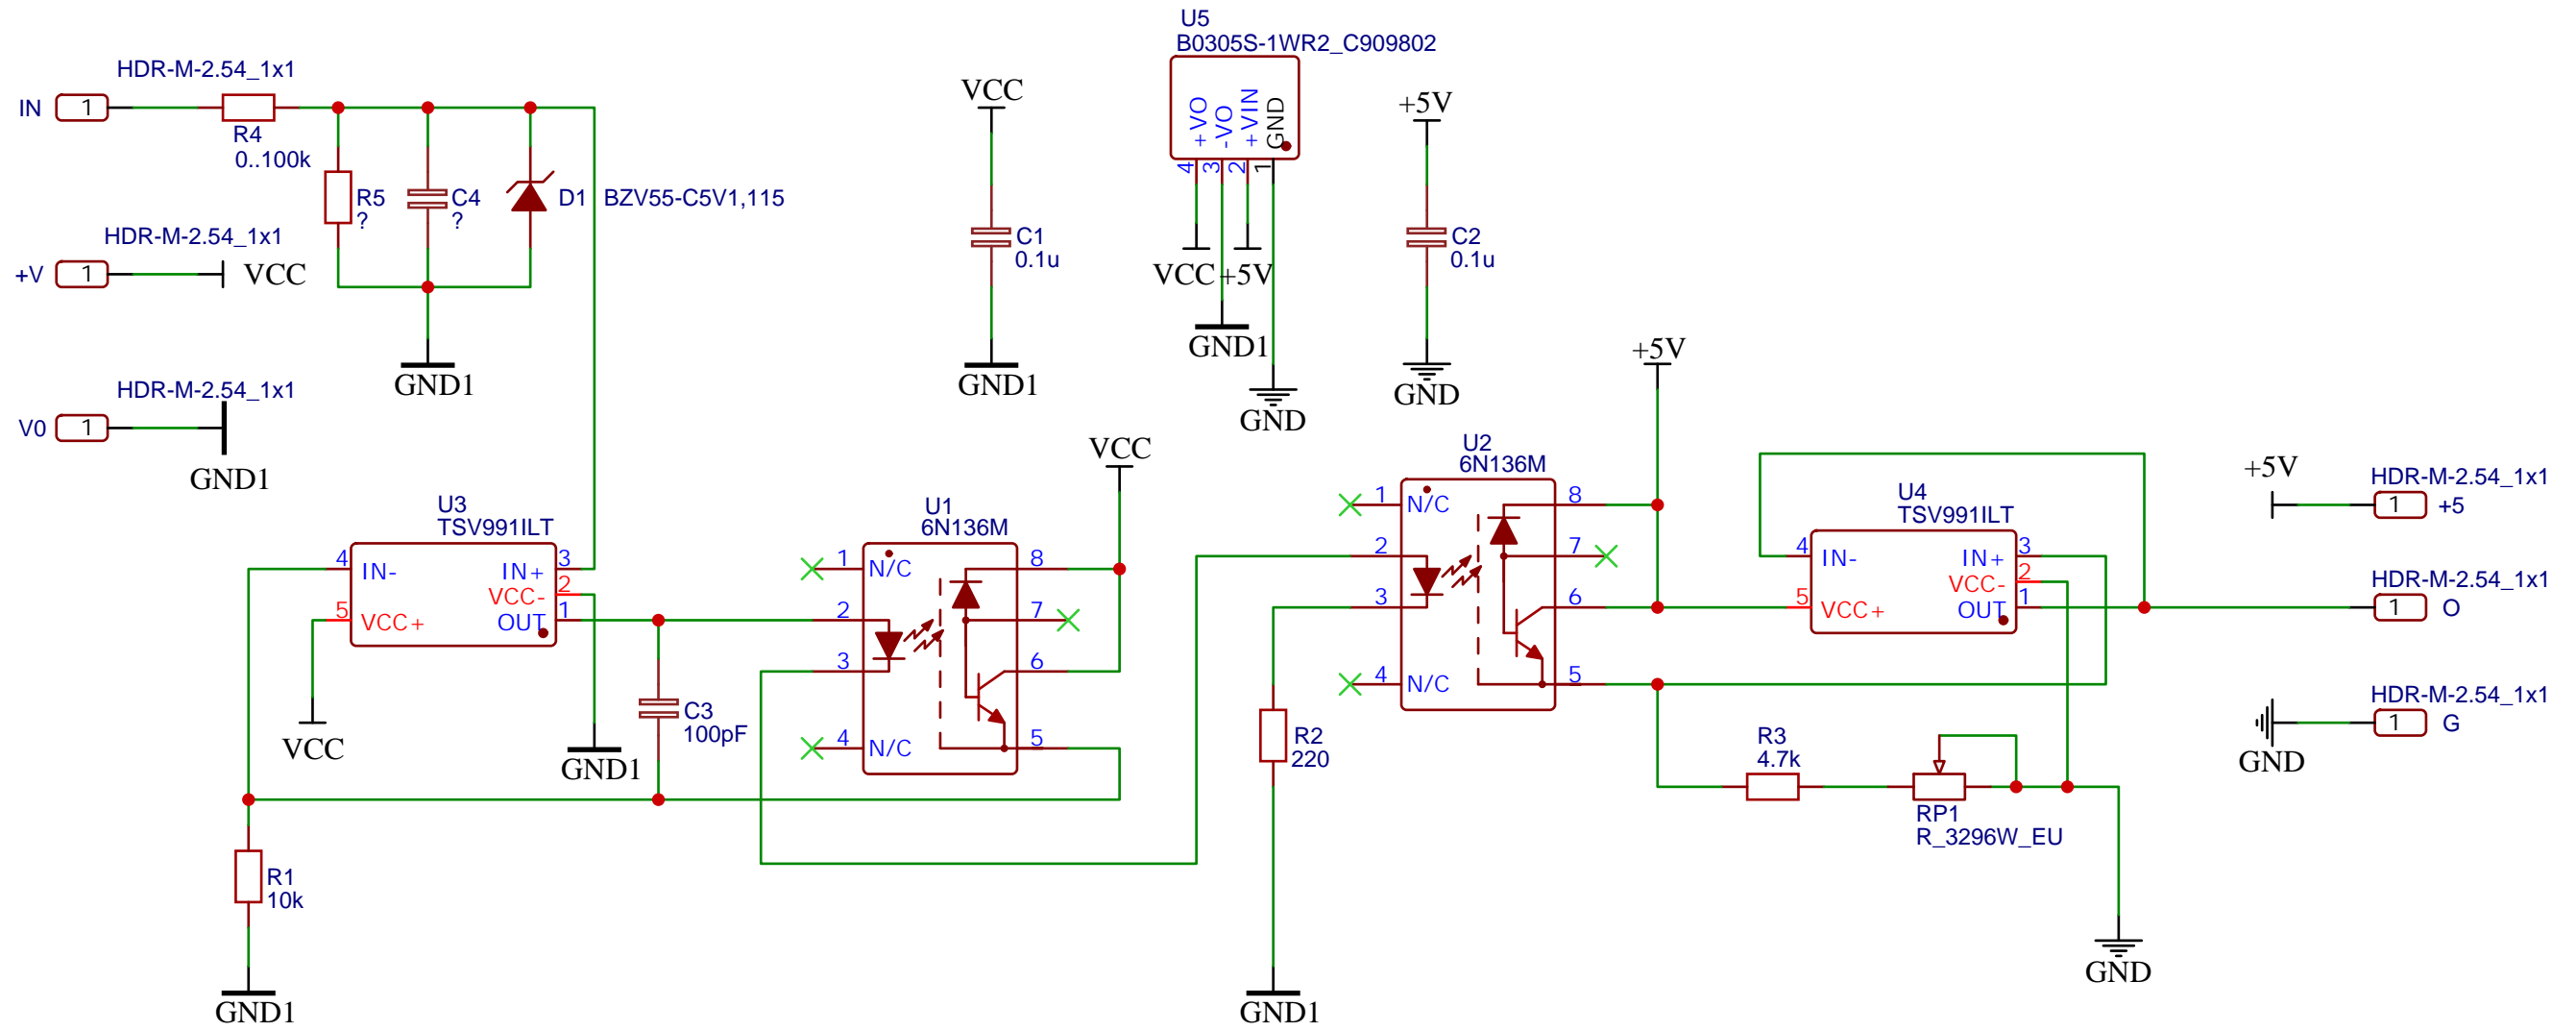 U5
B0305S-1WR2_C909802
+VO
-VO
+VIN
GND
4
3
2
1
VCC
+5V
GND1
GND
HDR-M-2.54_1x1
IN
1
R4
0..100k
R5
?
C4
?
D1
BZV55-C5V1,115
GND1
HDR-M-2.54_1x1
+V
1
VCC
HDR-M-2.54_1x1
V0
1
GND1
VCC
C1
0.1u
GND1
+5V
C2
0.1u
GND
U3
TSV991ILT
4
IN-
IN+
3
VCC-
2
5
VCC+
OUT
1
VCC
GND1
C3
100pF
R1
10k
GND1
VCC
U1
6N136M
1
N/C
8
2
7
3
6
4
N/C
5
+5V
U2
6N136M
1
N/C
8
2
7
3
6
4
N/C
5
R2
220
GND1
U4
TSV991ILT
4
IN-
IN+
3
VCC-
2
5
VCC+
OUT
1
R3
4.7k
RP1
R_3296W_EU
GND
+5V
HDR-M-2.54_1x1
1
+5
HDR-M-2.54_1x1
1
O
HDR-M-2.54_1x1
1
G
GND